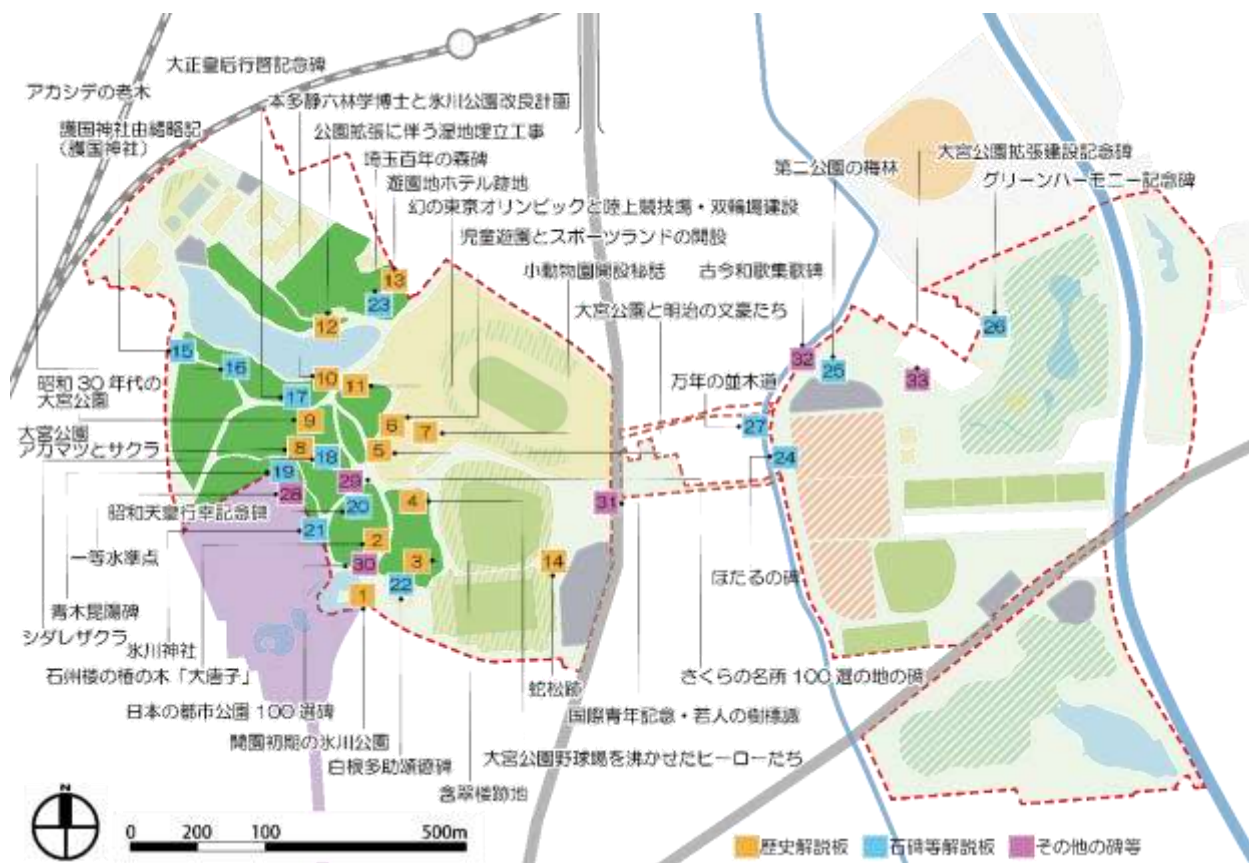 大正皇后行啓記念碑
アカシデの老木
本多静六林学博士と氷川公園改良計画
護国神社由緒略記
(護国神社)
公園拡張に伴う湿地埋立工事
埼玉百年の森碑
遊園地ホテル跡地
幻の東京オリンピックと陸上競技場・双輪場建設
児童遊園とスポーツランドの開設
小動物園開設秘話
大宮公園と明治の文豪たち
古今和歌集歌碑
第二公園の梅林
大宮公園拡張建設記念碑
グリーンハーモニー記念碑
13
23
12
26
15
16
32
25
33
10
11
17
昭和30年代の
大宮公園
万年の並木道
9
6
7
27
大宮公園
アカマツとサクラ
8
18
5
24
19
29
28
20
4
31
昭和天皇行幸記念碑
21
2
一等水準点
30
3
14
22
ほたるの碑
1
青木昆陽碑
シダレザクラ
氷川神社
石州楼の椿の木「大唐子」
蛇松跡
さくらの名所100選の地の碑
日本の都市公園100選碑
国際青年記念・若人の樹標識
開園初期の氷川公園
白根多助頌徳碑
大宮公園野球場を沸かせたヒーローたち
含翠楼跡地
N
0 200 100 500m
歴史解説板 石碑等解説板 その他の碑等